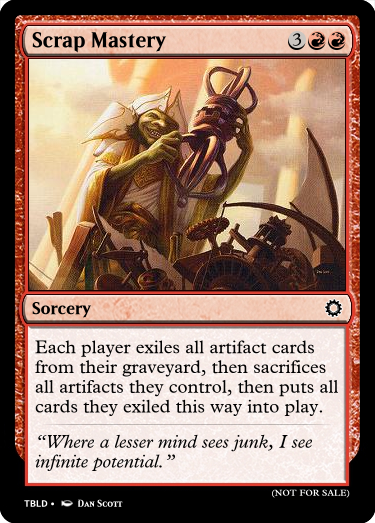 Scrap Mastery 3
Sorcery
Each player exiles all artifact cards
from their graveyard, then sacrifices
all artifacts they control, then puts all
cards they exiled this way into play.
“Where a lesser mind sees junk, I see
infinite potential.”
TBLD • Dan Scott
(NOT FOR SALE)